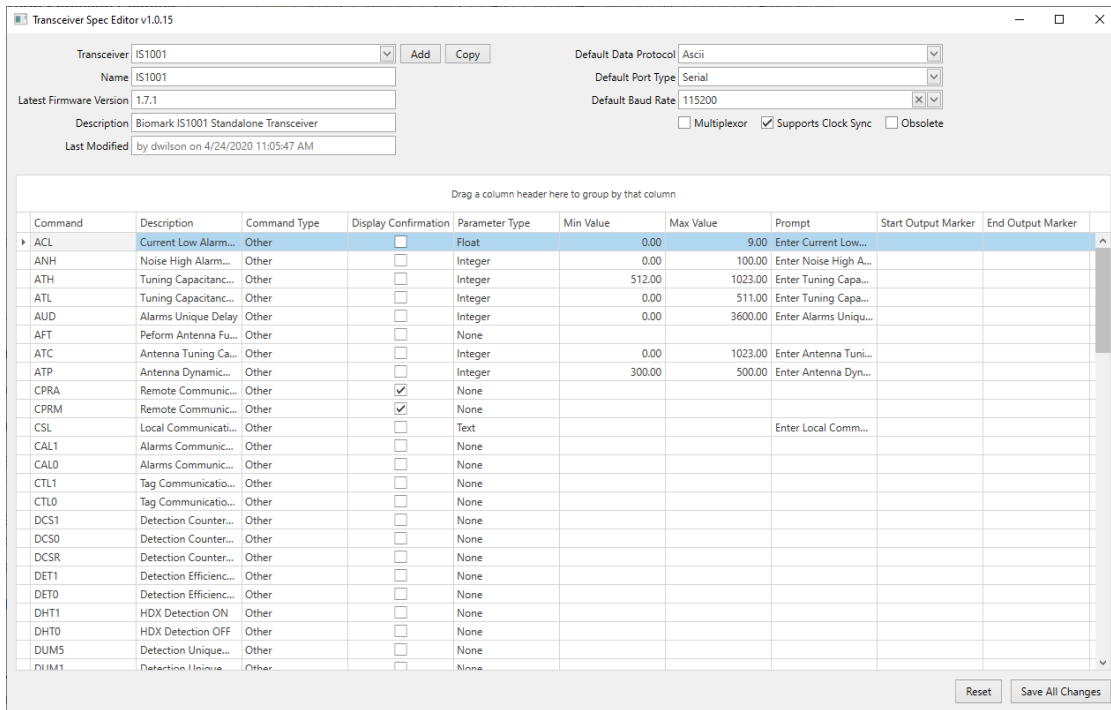 Transceiver Spec Editor v1.0.15
Transceiver IS1001 Add Copy Default Data Protocol Ascii
Name IS1001 Default Port Type Serial
Latest Firmware Version 1.7.1 Default Baud Rate 115200
Description Biomark IS1001 Standalone Transceiver Multiplexor Supports Clock Sync Obsolete
Last Modified by dwilson on 4/24/2020 11:05:47 AM
Drag a column header here to group by that column
Command Description Command Type Display Confirmation Parameter Type Min Value Max Value Prompt Start Output Marker End Output Marker
ACL Current Low Alarm... Other Float 0.00 9.00 Enter Current Low...
ANH Noise High Alarm... Other Integer 0.00 100.00 Enter Noise High A...
ATH Tuning Capacitanc... Other Integer 512.00 1023.00 Enter Tuning Capa...
ATL Tuning Capacitanc... Other Integer 0.00 511.00 Enter Tuning Capa...
AUD Alarms Unique Delay Other Integer 0.00 3600.00 Enter Alarms Uniqu...
AFT Peform Antenna Fu... Other None
ATC Antenna Tuning Ca... Other Integer 0.00 1023.00 Enter Antenna Tuni...
ATP Antenna Dynamic... Other Integer 300.00 500.00 Enter Antenna Dyn...
CPRA Remote Communic... Other None
CPRM Remote Communic... Other None
CSL Local Communicati... Other Text Enter Local Comm...
CAL1 Alarms Communic... Other None
CAL0 Alarms Communic... Other None
CTL1 Tag Communicatio... Other None
CTL0 Tag Communicatio... Other None
DCS1 Detection Counter... Other None
DCS0 Detection Counter... Other None
DCSR Detection Counter... Other None
DET1 Detection Efficienc... Other None
DET0 Detection Efficienc... Other None
DHT1 HDX Detection ON Other None
DHT0 HDX Detection OFF Other None
DUM5 Detection Unique... Other None
DUM1 Detection Unique... Other None
Reset Save All Changes